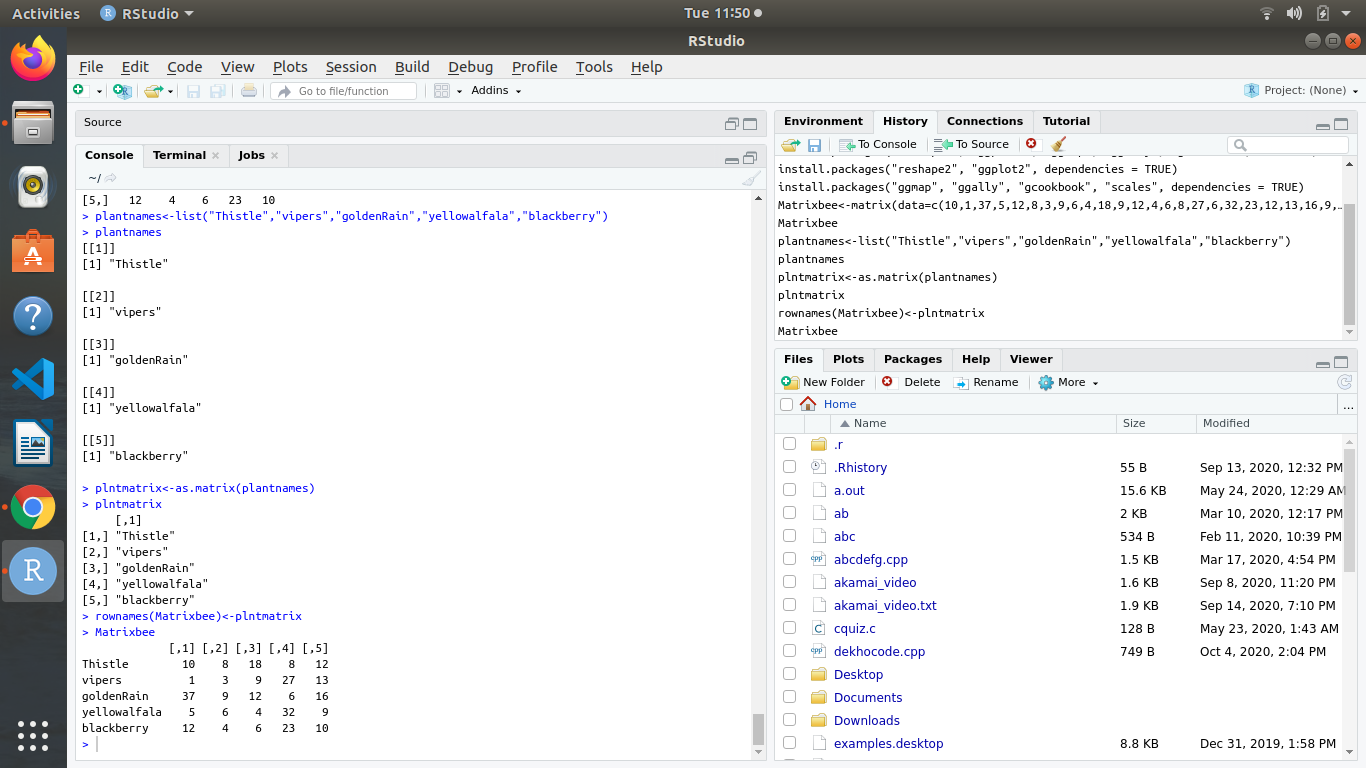 Activities RStudio Tue 11:50
RStudio
File Edit Code View Plots Session Build Debug Profile Tools Help
Go to file/function Addins Project: (None)
Source
Console Terminal Jobs
~/
[5,] 12 4 6 23 10
> plantnames<-list("Thistle","vipers","goldenRain","yellowalfala","blackberry")
> plantnames
[[1]]
[1] "Thistle"
[[2]]
[1] "vipers"
[[3]]
[1] "goldenRain"
[[4]]
[1] "yellowalfala"
[[5]]
[1] "blackberry"
> plntmatrix<-as.matrix(plantnames)
> plntmatrix
[,1]
[1,] "Thistle"
[2,] "vipers"
[3,] "goldenRain"
[4,] "yellowalfala"
[5,] "blackberry"
> rownames(Matrixbee)<-plntmatrix
> Matrixbee
[,1] [,2] [,3] [,4] [,5]
Thistle 10 8 18 8 12
vipers 1 3 9 27 13
goldenRain 37 9 12 6 16
yellowalfala 5 6 4 32 9
blackberry 12 4 6 23 10
>
Environment History Connections Tutorial
To Console To Source
install.packages("reshape2", "ggplot2", dependencies = TRUE)
install.packages("ggmap", "ggally", "gcookbook", "scales", dependencies = TRUE)
Matrixbee<-matrix(data=c(10,1,37,5,12,8,3,9,6,4,18,9,12,4,6,8,27,6,32,23,12,13,16,9,…
Matrixbee
plantnames<-list("Thistle","vipers","goldenRain","yellowalfala","blackberry")
plantnames
plntmatrix<-as.matrix(plantnames)
plntmatrix
rownames(Matrixbee)<-plntmatrix
Matrixbee
Files Plots Packages Help Viewer
New Folder Delete Rename More
Home ...
Name Size Modified
.r
.Rhistory 55 B Sep 13, 2020, 12:32 PM
a.out 15.6 KB May 24, 2020, 12:29 AM
ab 2 KB Mar 10, 2020, 12:17 PM
abc 534 B Feb 11, 2020, 10:39 PM
abcdefg.cpp 1.5 KB Mar 17, 2020, 4:54 PM
akamai_video 1.6 KB Sep 8, 2020, 11:20 PM
akamai_video.txt 1.9 KB Sep 14, 2020, 7:10 PM
cquiz.c 128 B May 23, 2020, 1:43 AM
dekhocode.cpp 749 B Oct 4, 2020, 2:04 PM
Desktop
Documents
Downloads
examples.desktop 8.8 KB Dec 31, 2019, 1:58 PM